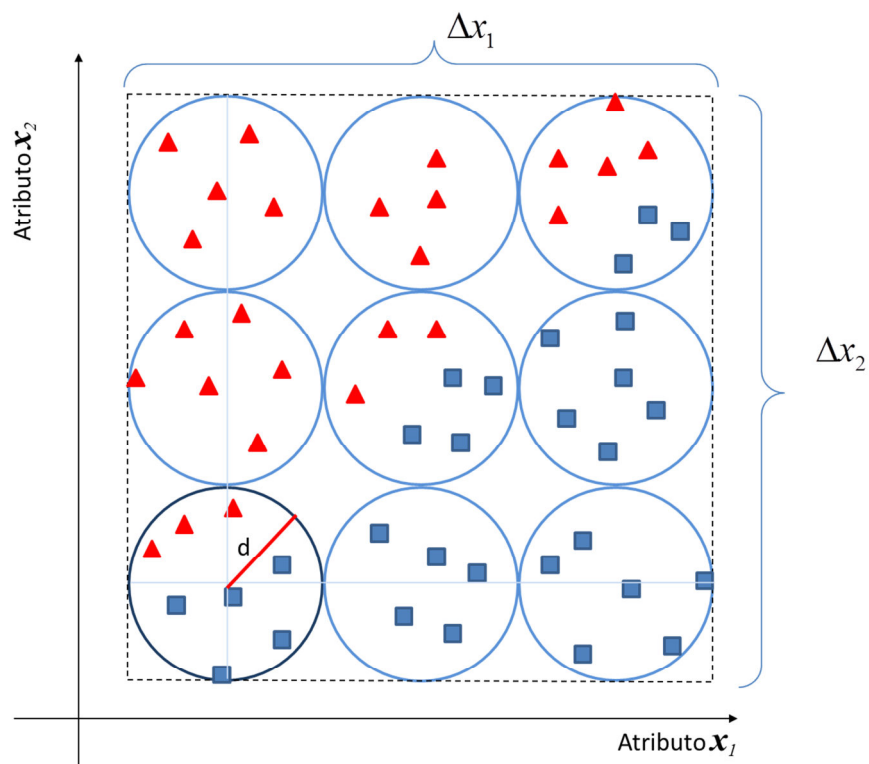 Δx₁
Atributo x₂
Δx₂
d
Atributo x₁